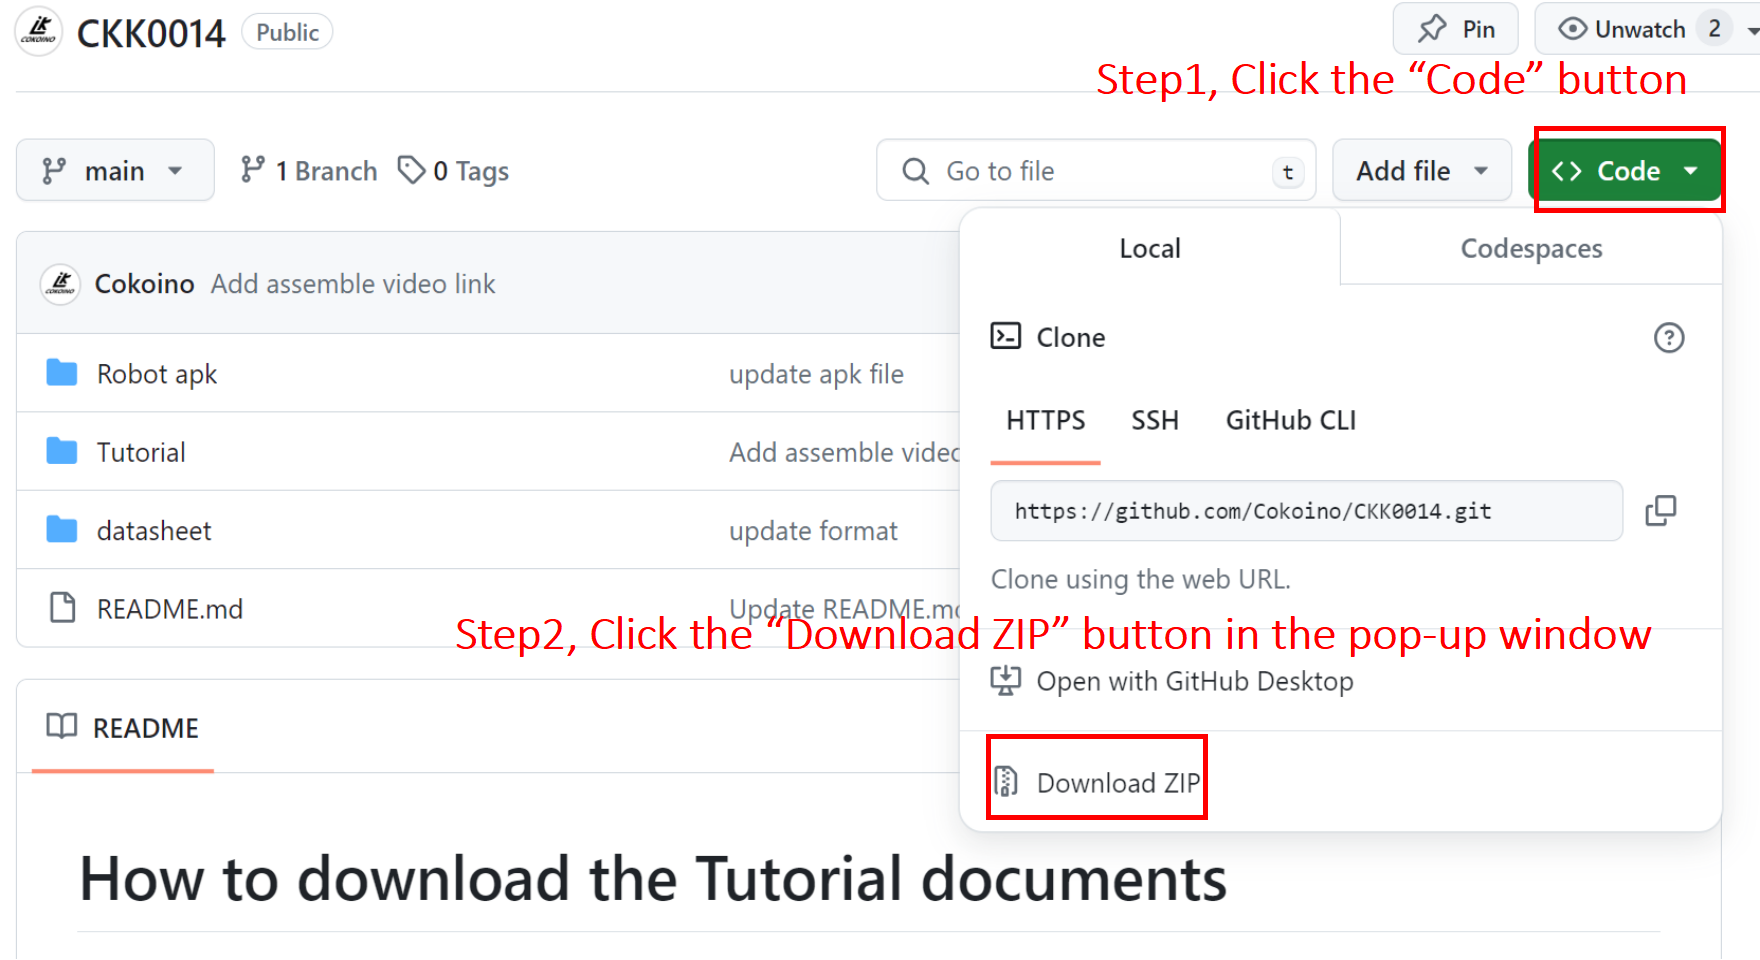 CKK0014 Public Pin Unwatch 2
Step1, Click the “Code” button
main 1 Branch 0 Tags Go to file t Add file <> Code
Local Codespaces
Cokoino Add assemble video link
Clone
Robot apk update apk file
HTTPS SSH GitHub CLI
Tutorial Add assemble video
https://github.com/Cokoino/CKK0014.git
datasheet update format
Clone using the web URL.
README.md Update README.md
Step2, Click the “Download ZIP” button in the pop-up window
Open with GitHub Desktop
README
Download ZIP
How to download the Tutorial documents